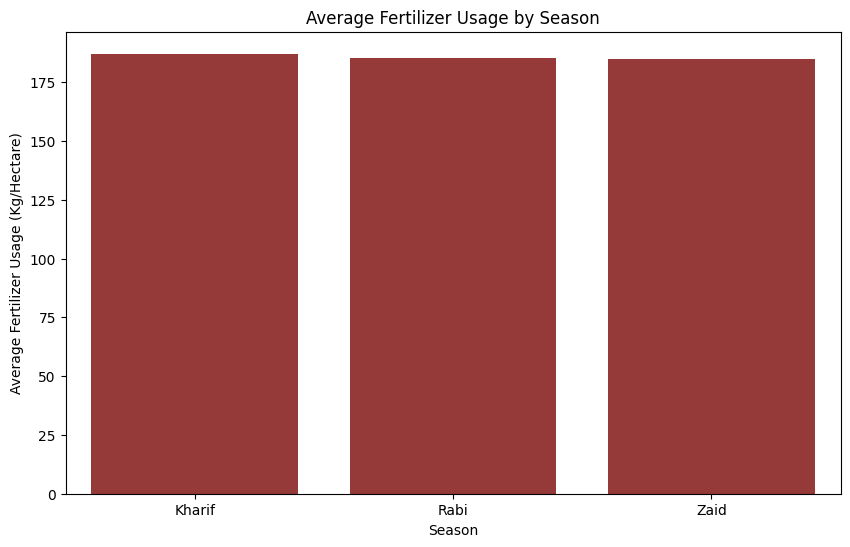 Average Fertilizer Usage by Season
Average Fertilizer Usage (Kg/Hectare)
175
150
125
100
75
50
25
0
Kharif
Rabi
Zaid
Season